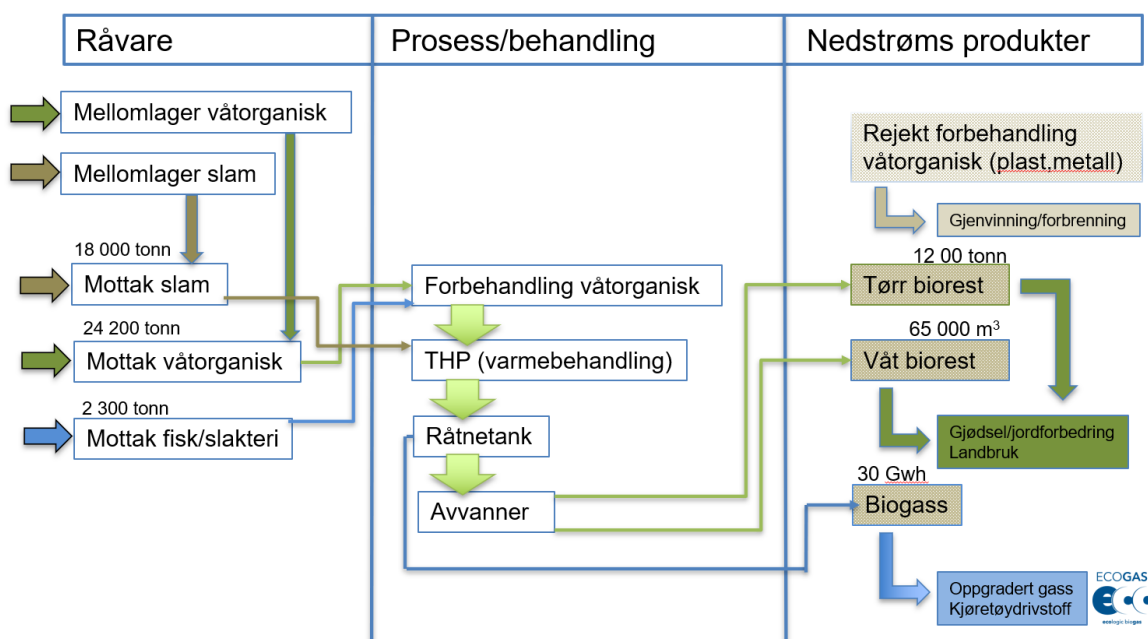 Råvare
Prosess/behandling
Nedstrøms produkter
Mellomlager våtorganisk
Mellomlager slam
18 000 tonn
Mottak slam
24 200 tonn
Mottak våtorganisk
2 300 tonn
Mottak fisk/slakteri
Forbehandling våtorganisk
THP (varmebehandling)
Råtnetank
Avvanner
Rejekt forbehandling
våtorganisk (plast,metall)
Gjenvinning/forbrenning
12 00 tonn
Tørr biorest
65 000 m³
Våt biorest
Gjødsel/jordforbedring
Landbruk
30 Gwh
Biogass
Oppgradert gass
Kjøretøydrivstoff
ECOGAS
ecologic biogas